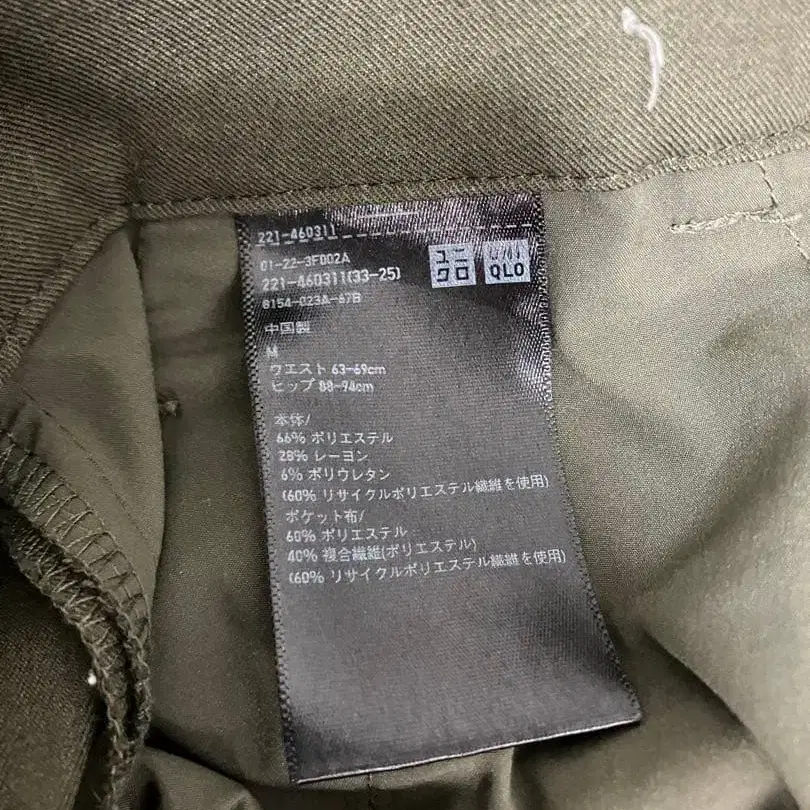 221-460311
01-22-3F002A
221-460311(33-25)
8154-023A-67B
ユニ
クロ
UNI
QLO
中国製
M
ウエスト 63-69cm
ヒップ 88-94cm
本体/
66% ポリエステル
28% レーヨン
6% ポリウレタン
(60% リサイクルポリエステル繊維を使用)
ポケット布/
60% ポリエステル
40% 複合繊維(ポリエステル)
(60% リサイクルポリエステル繊維を使用)